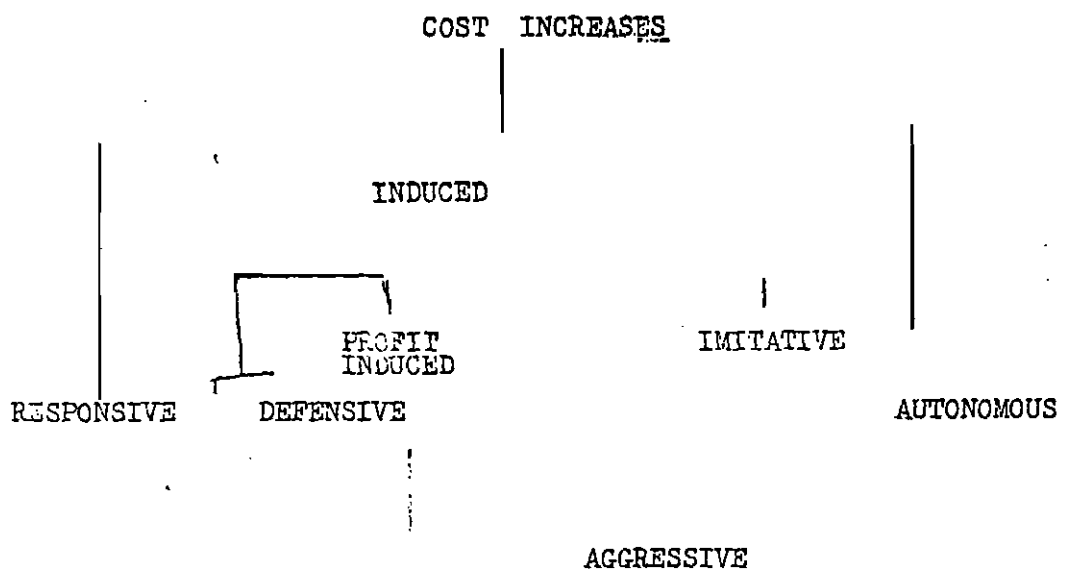 COST INCREASES
INDUCED
PROFIT
INDUCED
IMITATIVE
RESPONSIVE DEFENSIVE AUTONOMOUS
AGGRESSIVE